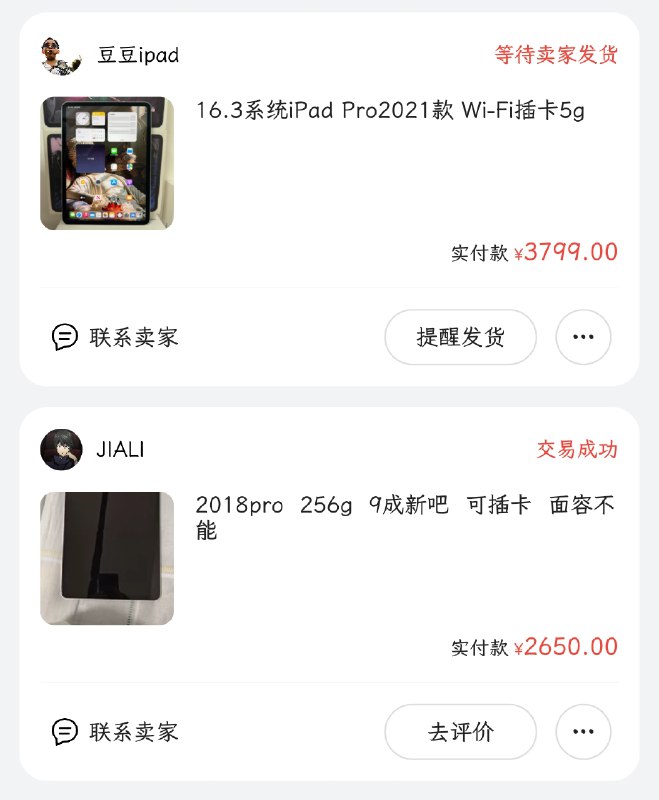 豆豆ipad
等待卖家发货
16.3系统iPad Pro2021款 Wi-Fi插卡5g
实付款 ¥3799.00
联系卖家
提醒发货
JIALI
交易成功
2018pro 256g 9成新吧 可插卡 面容不
能
实付款 ¥2650.00
联系卖家
去评价